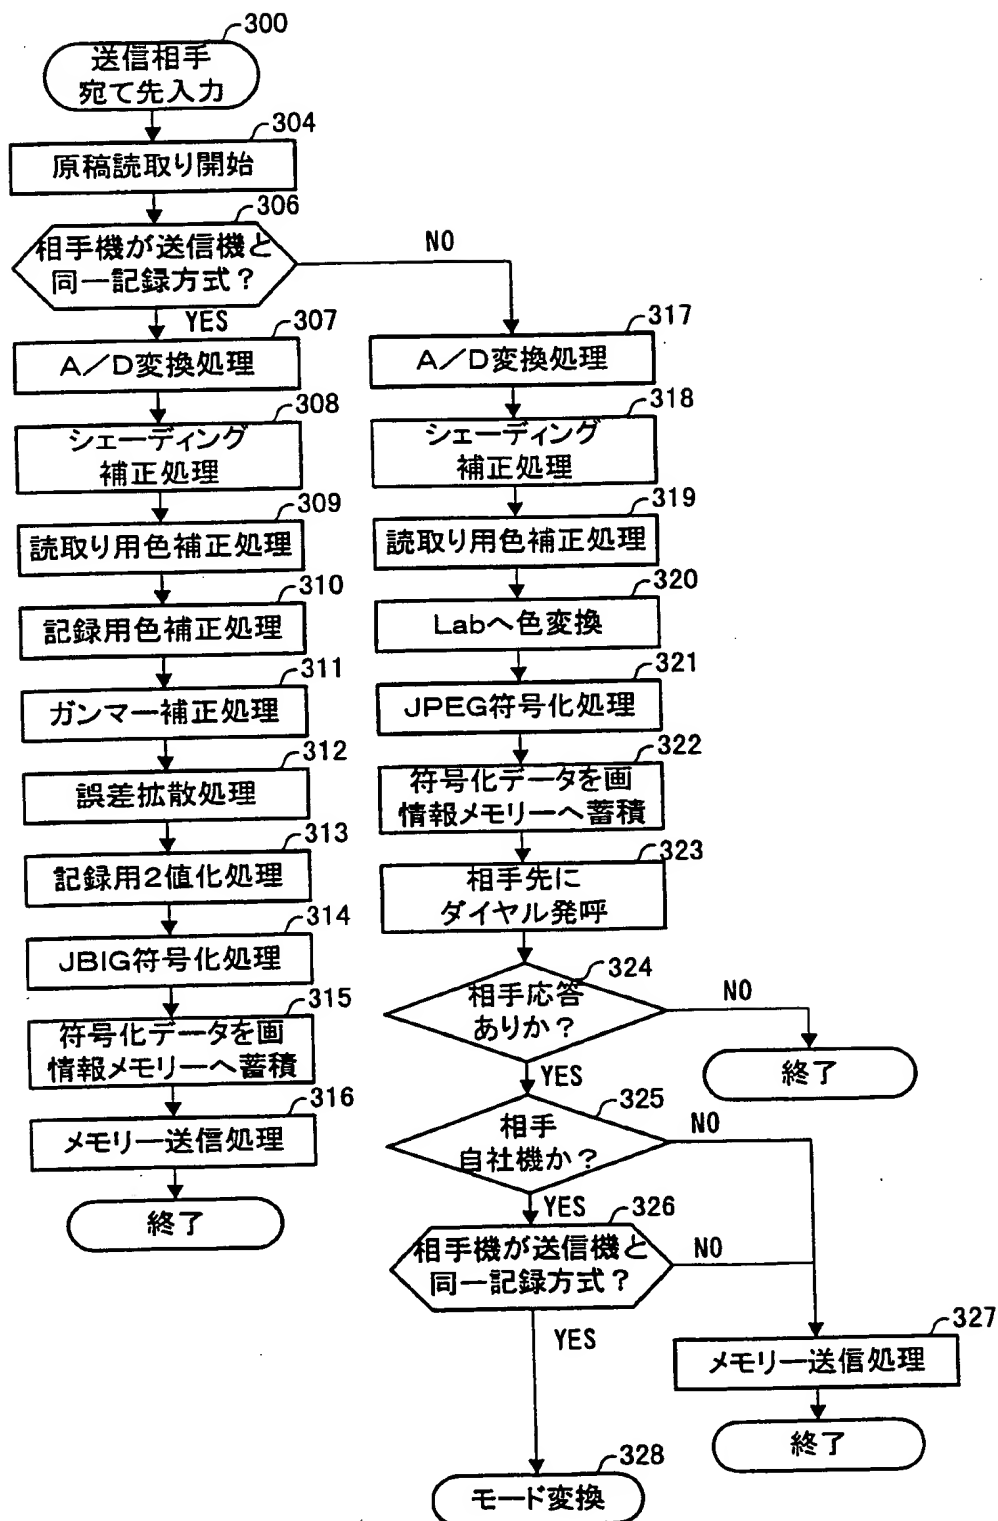 300
送信相手
宛て先入力
304
原稿読取り開始
306
相手機が送信機と
同一記録方式?
NO
YES
307
A/D変換処理
308
シェーディング
補正処理
309
読取り用色補正処理
310
記録用色補正処理
311
ガンマー補正処理
312
誤差拡散処理
313
記録用2値化処理
314
JBIG符号化処理
315
符号化データを画
情報メモリーへ蓄積
316
メモリー送信処理
終了
317
A/D変換処理
318
シェーディング
補正処理
319
読取り用色補正処理
320
Labへ色変換
321
JPEG符号化処理
322
符号化データを画
情報メモリーへ蓄積
323
相手先に
ダイヤル発呼
324
相手応答
ありか?
NO
終了
YES
325
相手
自社機か?
NO
YES
326
相手機が送信機と
同一記録方式?
NO
YES
327
メモリー送信処理
終了
328
モード変換